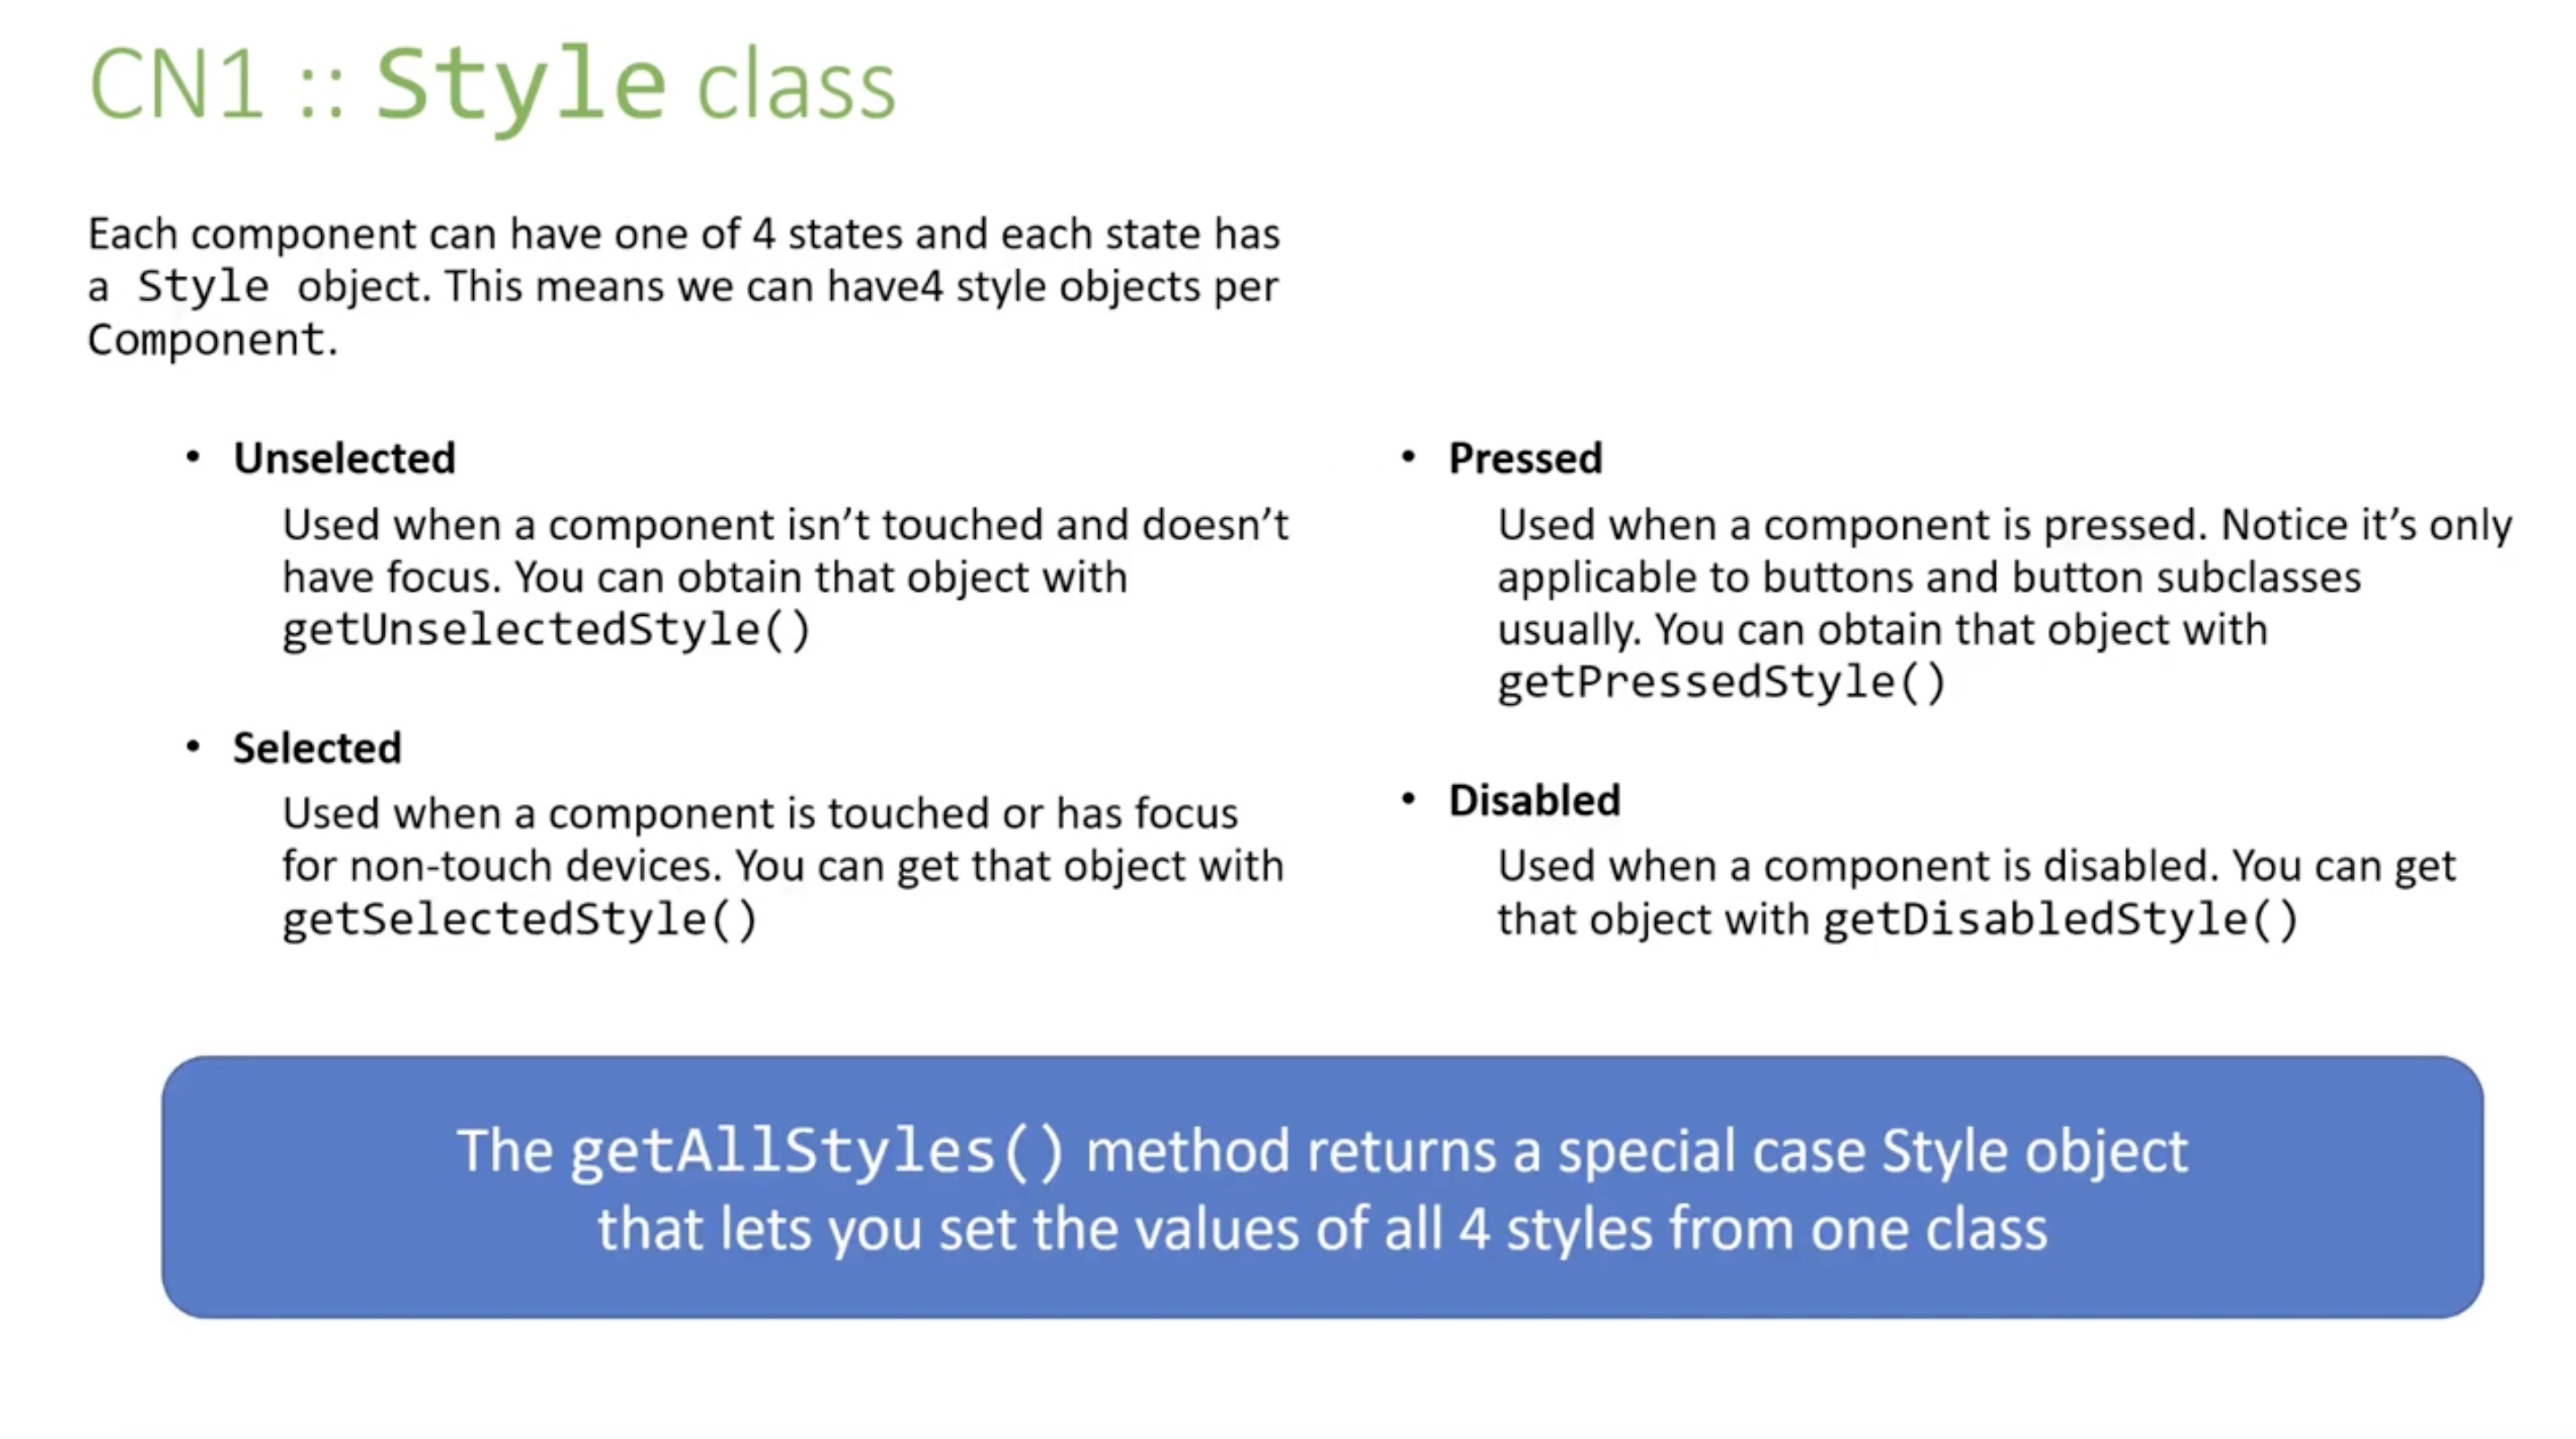 CN1 :: Style class
Each component can have one of 4 states and each state has
a Style object. This means we can have4 style objects per
Component.
• Unselected
Used when a component isn’t touched and doesn’t
have focus. You can obtain that object with
getUnselectedStyle()
• Selected
Used when a component is touched or has focus
for non-touch devices. You can get that object with
getSelectedStyle()
• Pressed
Used when a component is pressed. Notice it’s only
applicable to buttons and button subclasses
usually. You can obtain that object with
getPressedStyle()
• Disabled
Used when a component is disabled. You can get
that object with getDisabledStyle()
The getAllStyles() method returns a special case Style object
that lets you set the values of all 4 styles from one class